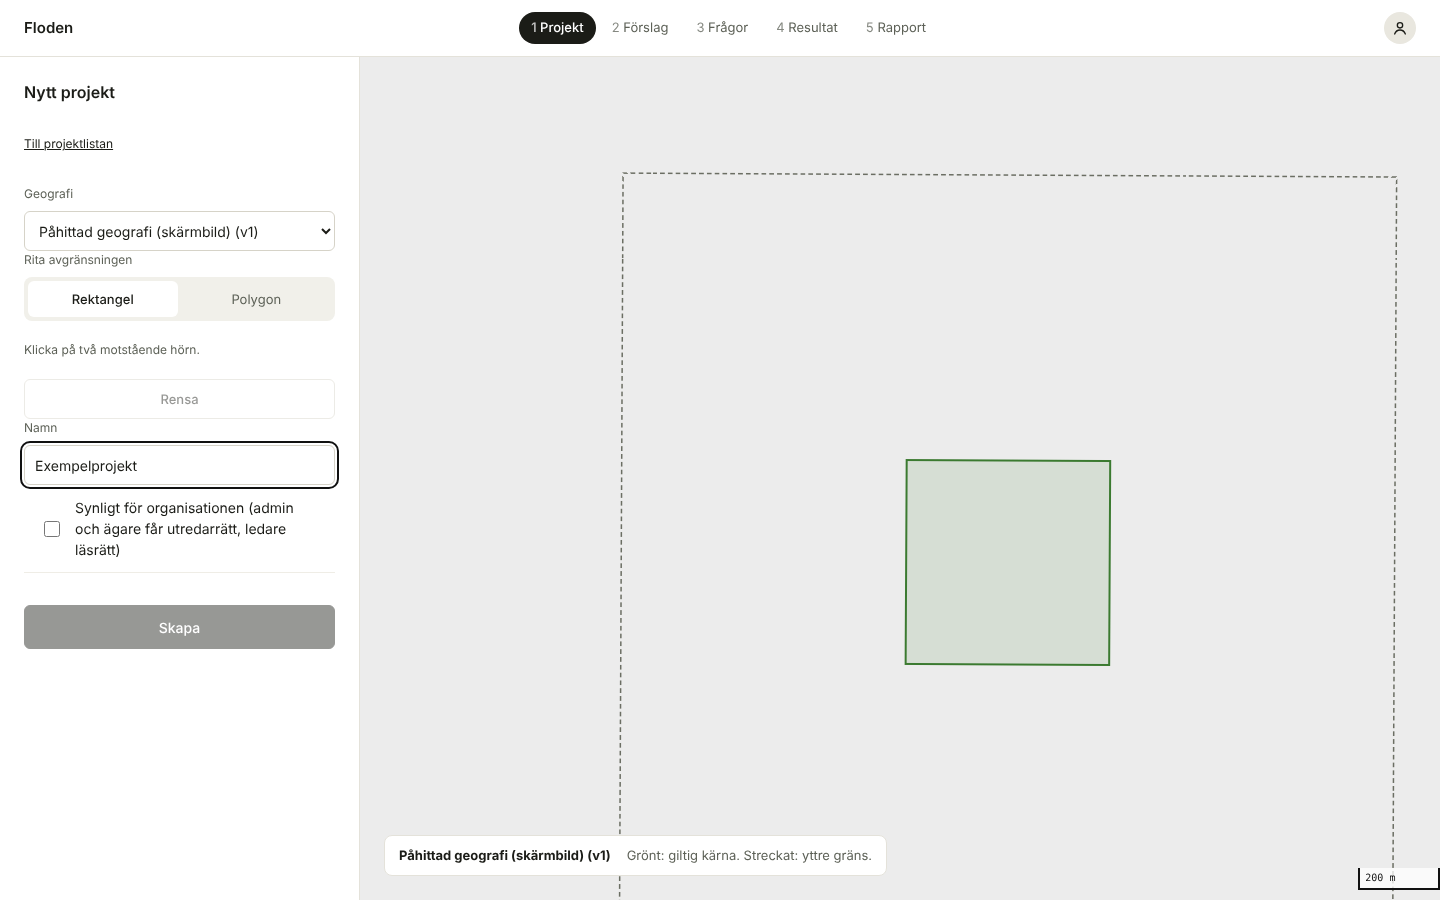 Floden
1 Projekt
2 Förslag
3 Frågor
4 Resultat
5 Rapport
Nytt projekt
Till projektlistan
Geografi
Påhittad geografi (skärmbild) (v1)
Rita avgränsningen
Rektangel
Polygon
Klicka på två motstående hörn.
Rensa
Namn
Exempelprojekt
Synligt för organisationen (admin
och ägare får utredarrätt, ledare
läsrätt)
Skapa
Påhittad geografi (skärmbild) (v1) Grönt: giltig kärna. Streckat: yttre gräns.
200 m